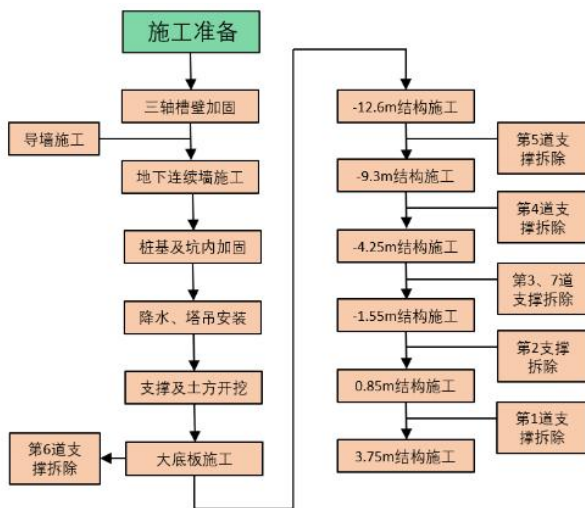 施工准备
三轴槽壁加固
导墙施工
地下连续墙施工
桩基及坑内加固
降水、塔吊安装
支撑及土方开挖
第6道支
撑拆除
大底板施工
-12.6m结构施工
第5道支
撑拆除
-9.3m结构施工
第4道支
撑拆除
-4.25m结构施工
第3、7道
支撑拆除
-1.55m结构施工
第2支撑
拆除
0.85m结构施工
第1道支
撑拆除
3.75m结构施工